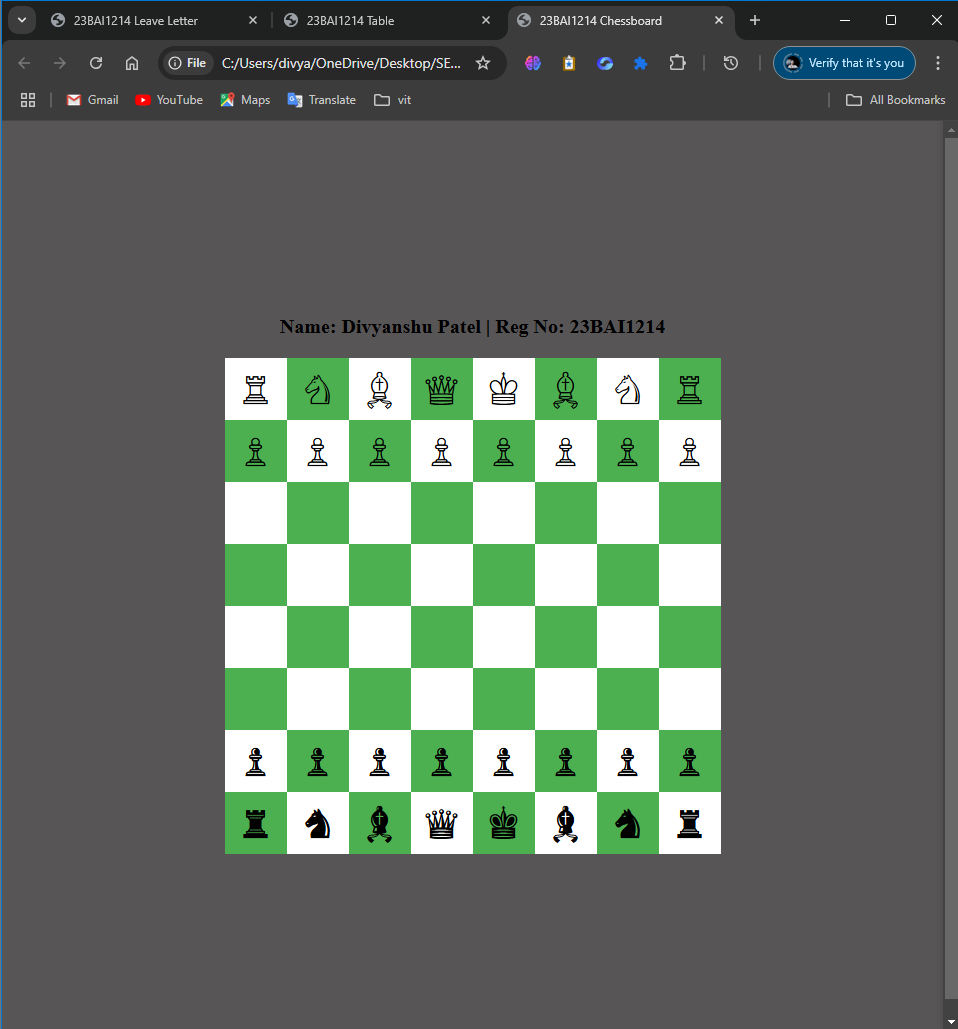 23BAI1214 Leave Letter
23BAI1214 Table
23BAI1214 Chessboard
File C:/Users/divya/OneDrive/Desktop/SE...
Verify that it's you
Gmail YouTube Maps Translate vit All Bookmarks
Name: Divyanshu Patel | Reg No: 23BAI1214